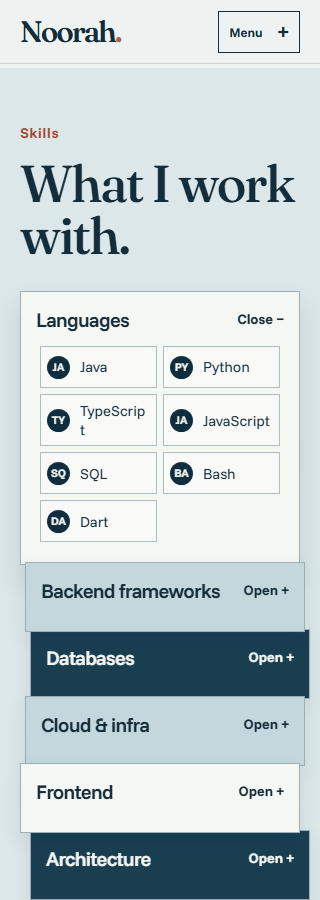 Noorah.
Menu +
Skills
What I work
with.
Languages Close −
JA Java PY Python
TY TypeScrip
t JA JavaScript
SQ SQL BA Bash
DA Dart
Backend frameworks Open +
Databases Open +
Cloud & infra Open +
Frontend Open +
Architecture Open +